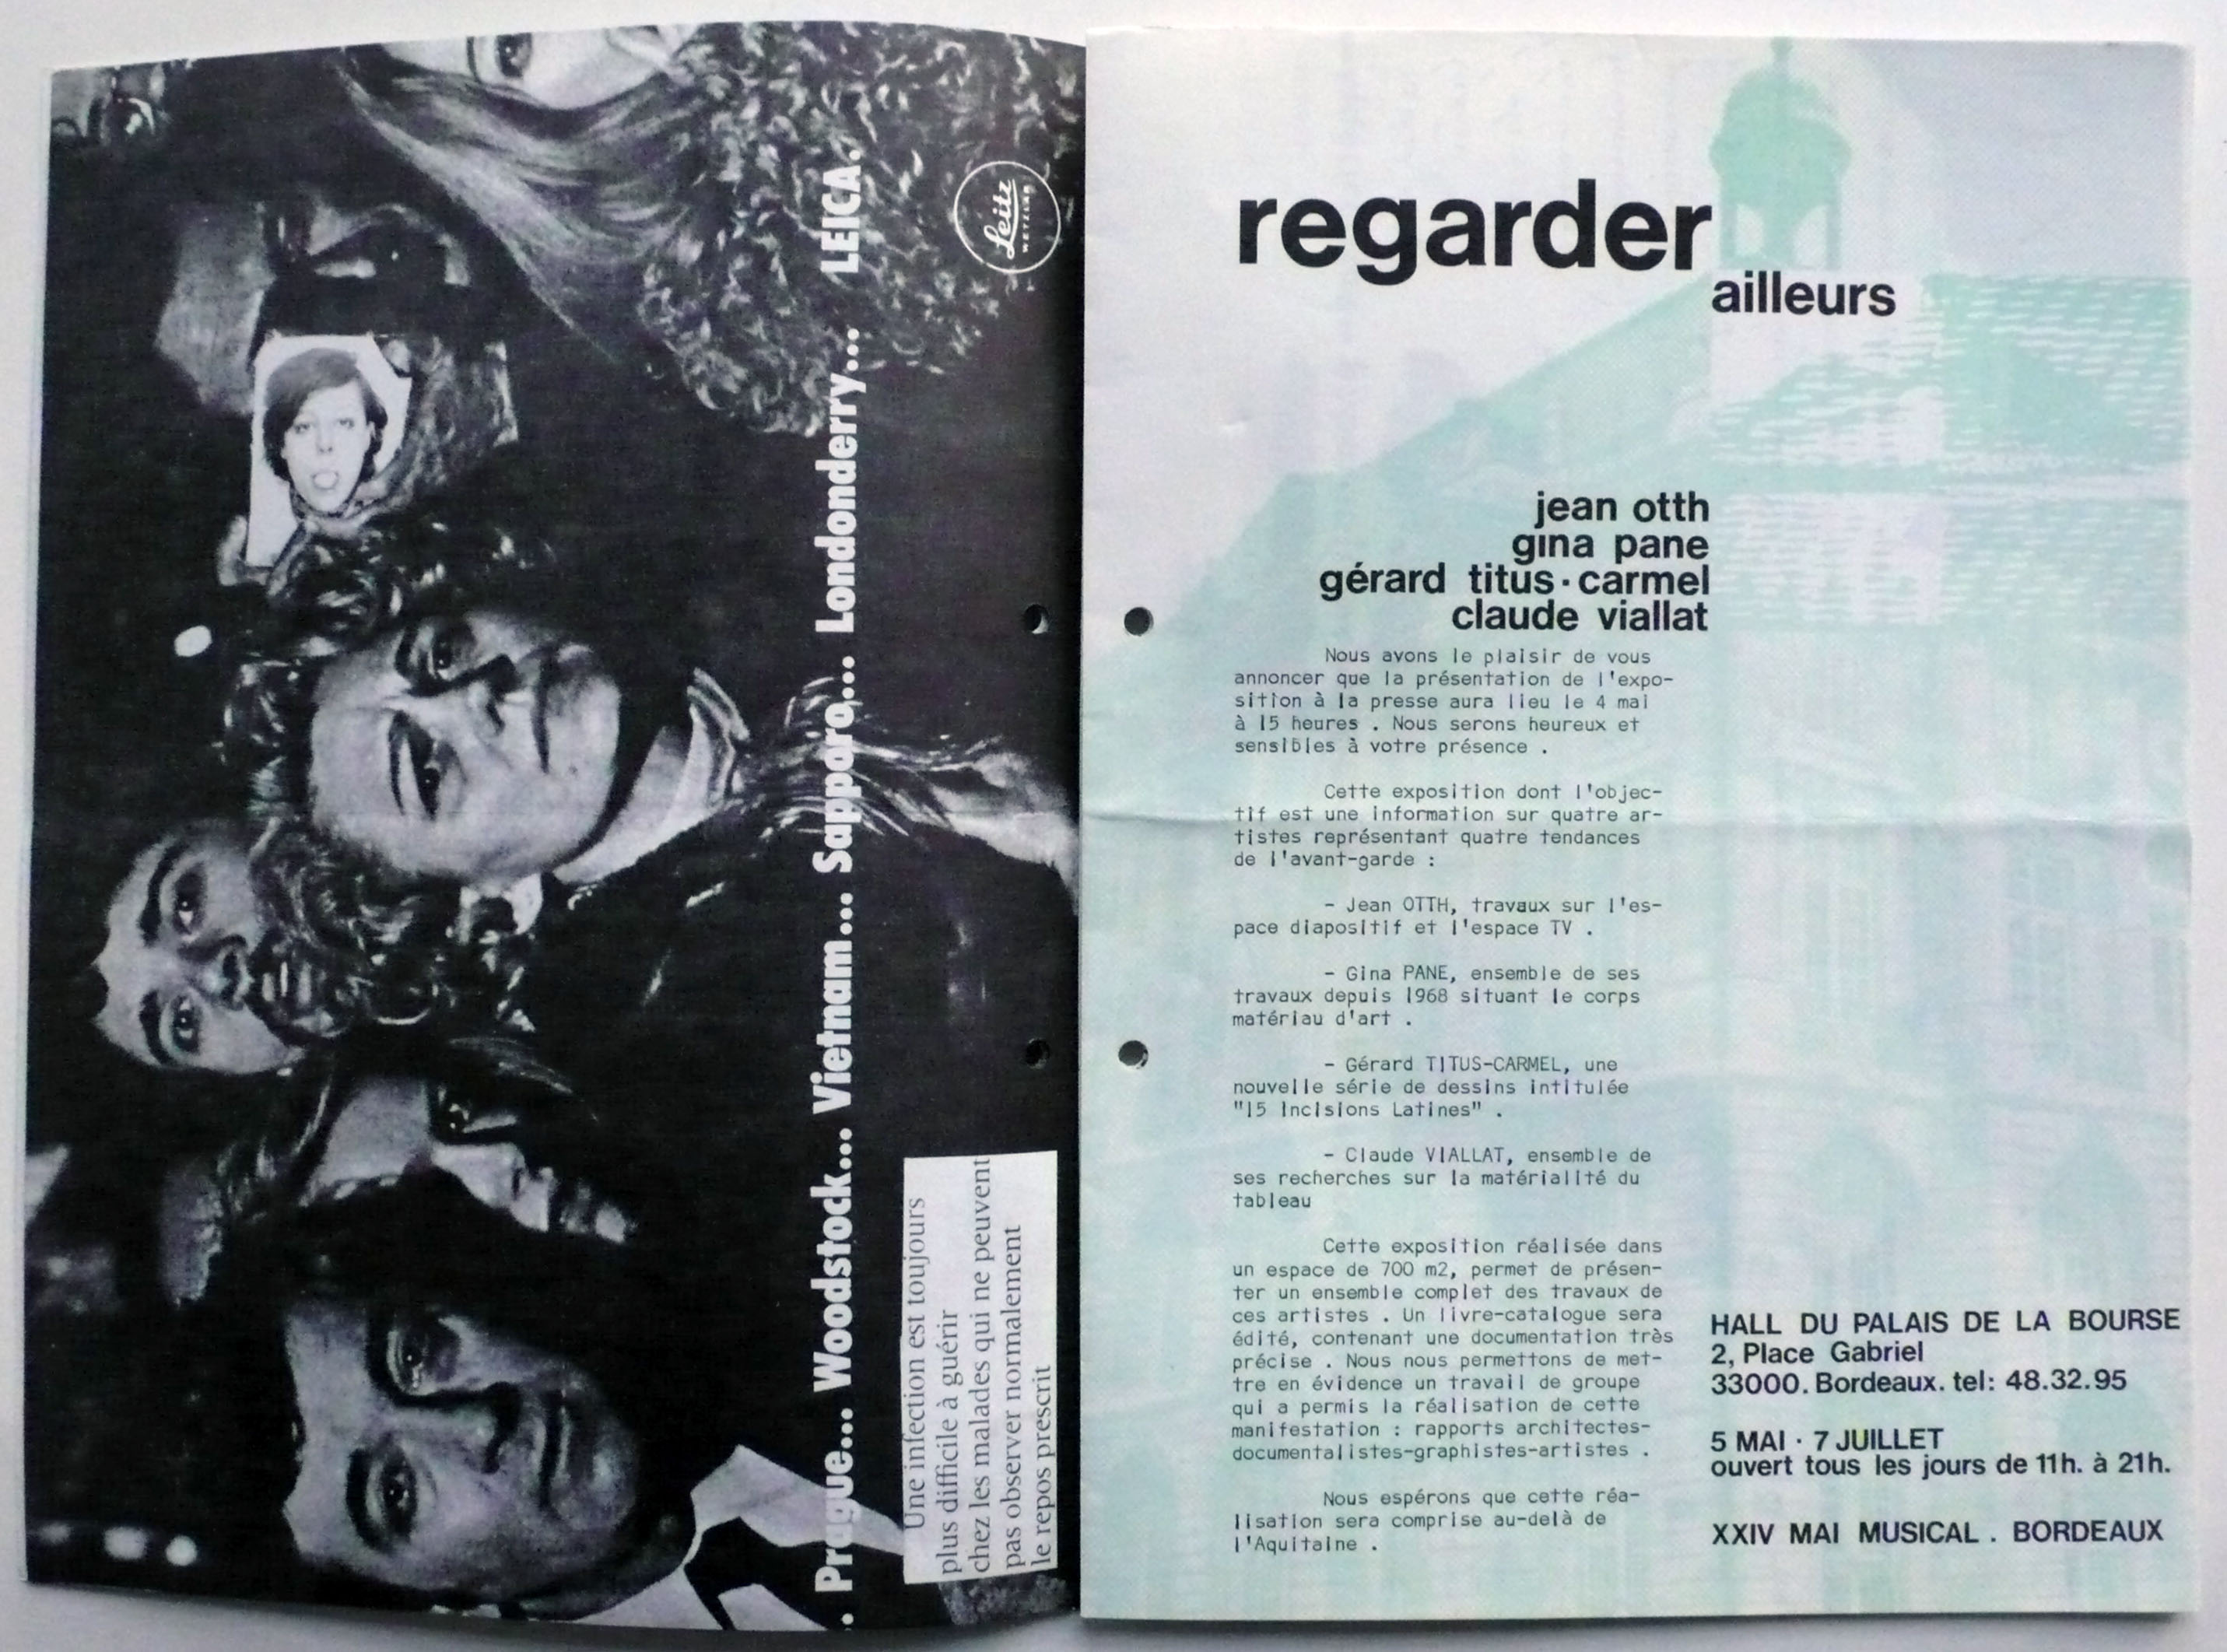 .. Prague... Woodstock... Vietnam... Sapporo... Londonderry... LEICA.
Leitz
WETZLAR
Une infection est toujours
plus difficile à guérir
chez les malades qui ne peuvent
pas observer normalement
le repos prescrit
regarder
ailleurs
jean otth
gina pane
gérard titus·carmel
claude viallat
Nous avons le plaisir de vous
annoncer que la présentation de l'expo-
sition à la presse aura lieu le 4 mai
à 15 heures . Nous serons heureux et
sensibles à votre présence .
Cette exposition dont l'objec-
tif est une information sur quatre ar-
tistes représentant quatre tendances
de l'avant-garde :
- Jean OTTH, travaux sur l'es-
pace diapositif et l'espace TV .
- Gina PANE, ensemble de ses
travaux depuis 1968 situant le corps
matériau d'art .
- Gérard TITUS-CARMEL, une
nouvelle série de dessins intitulée
"15 Incisions Latines" .
- Claude VIALLAT, ensemble de
ses recherches sur la matérialité du
tableau
Cette exposition réalisée dans
un espace de 700 m2, permet de présen-
ter un ensemble complet des travaux de
ces artistes . Un livre-catalogue sera
édité, contenant une documentation très
précise . Nous nous permettons de met-
tre en évidence un travail de groupe
qui a permis la réalisation de cette
manifestation : rapports architectes-
documentalistes-graphistes-artistes .
Nous espérons que cette réa-
lisation sera comprise au-delà de
l'Aquitaine .
HALL DU PALAIS DE LA BOURSE
2, Place Gabriel
33000. Bordeaux. tel: 48.32.95
5 MAI · 7 JUILLET
ouvert tous les jours de 11h. à 21h.
XXIV MAI MUSICAL . BORDEAUX